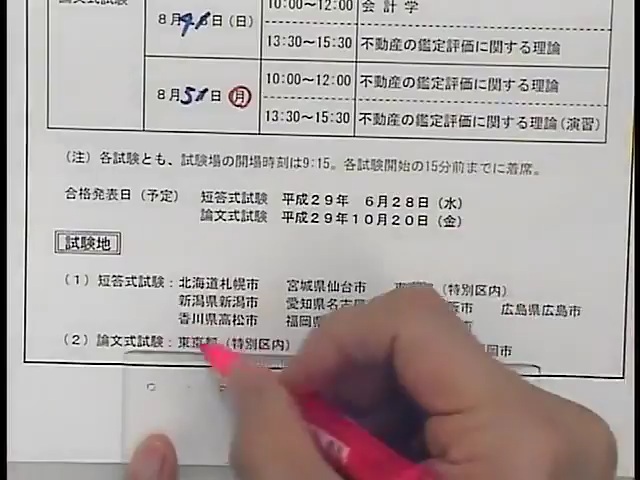 10:00～12:00 会計学
8月 日(日)
13:30～15:30 不動産の鑑定評価に関する理論
10:00～12:00 不動産の鑑定評価に関する理論
8月 日 月
13:30～15:30 不動産の鑑定評価に関する理論(演習)
(注)各試験とも、試験場の開場時刻は9:15。各試験開始の15分前までに着席。
合格発表日(予定) 短答式試験 平成29年 6月28日(水)
論文式試験 平成29年10月20日(金)
試験地
(1)短答式試験:北海道札幌市 宮城県仙台市 (特別区内)
新潟県新潟市 愛知県名古屋 広島県広島市
香川県高松市 福岡県
(2)論文式試験:東京都(特別区内) 岡市